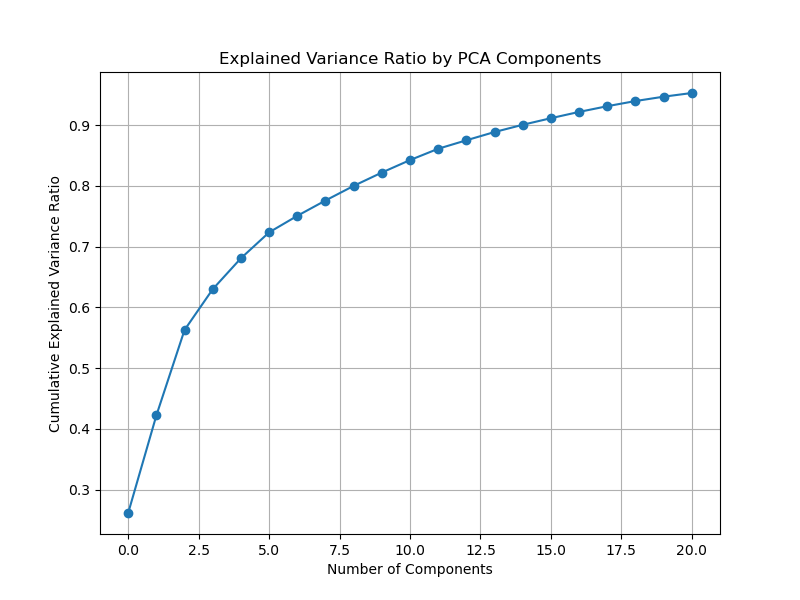 Explained Variance Ratio by PCA Components
Cumulative Explained Variance Ratio
0.9
0.8
0.7
0.6
0.5
0.4
0.3
0.0 2.5 5.0 7.5 10.0 12.5 15.0 17.5 20.0
Number of Components